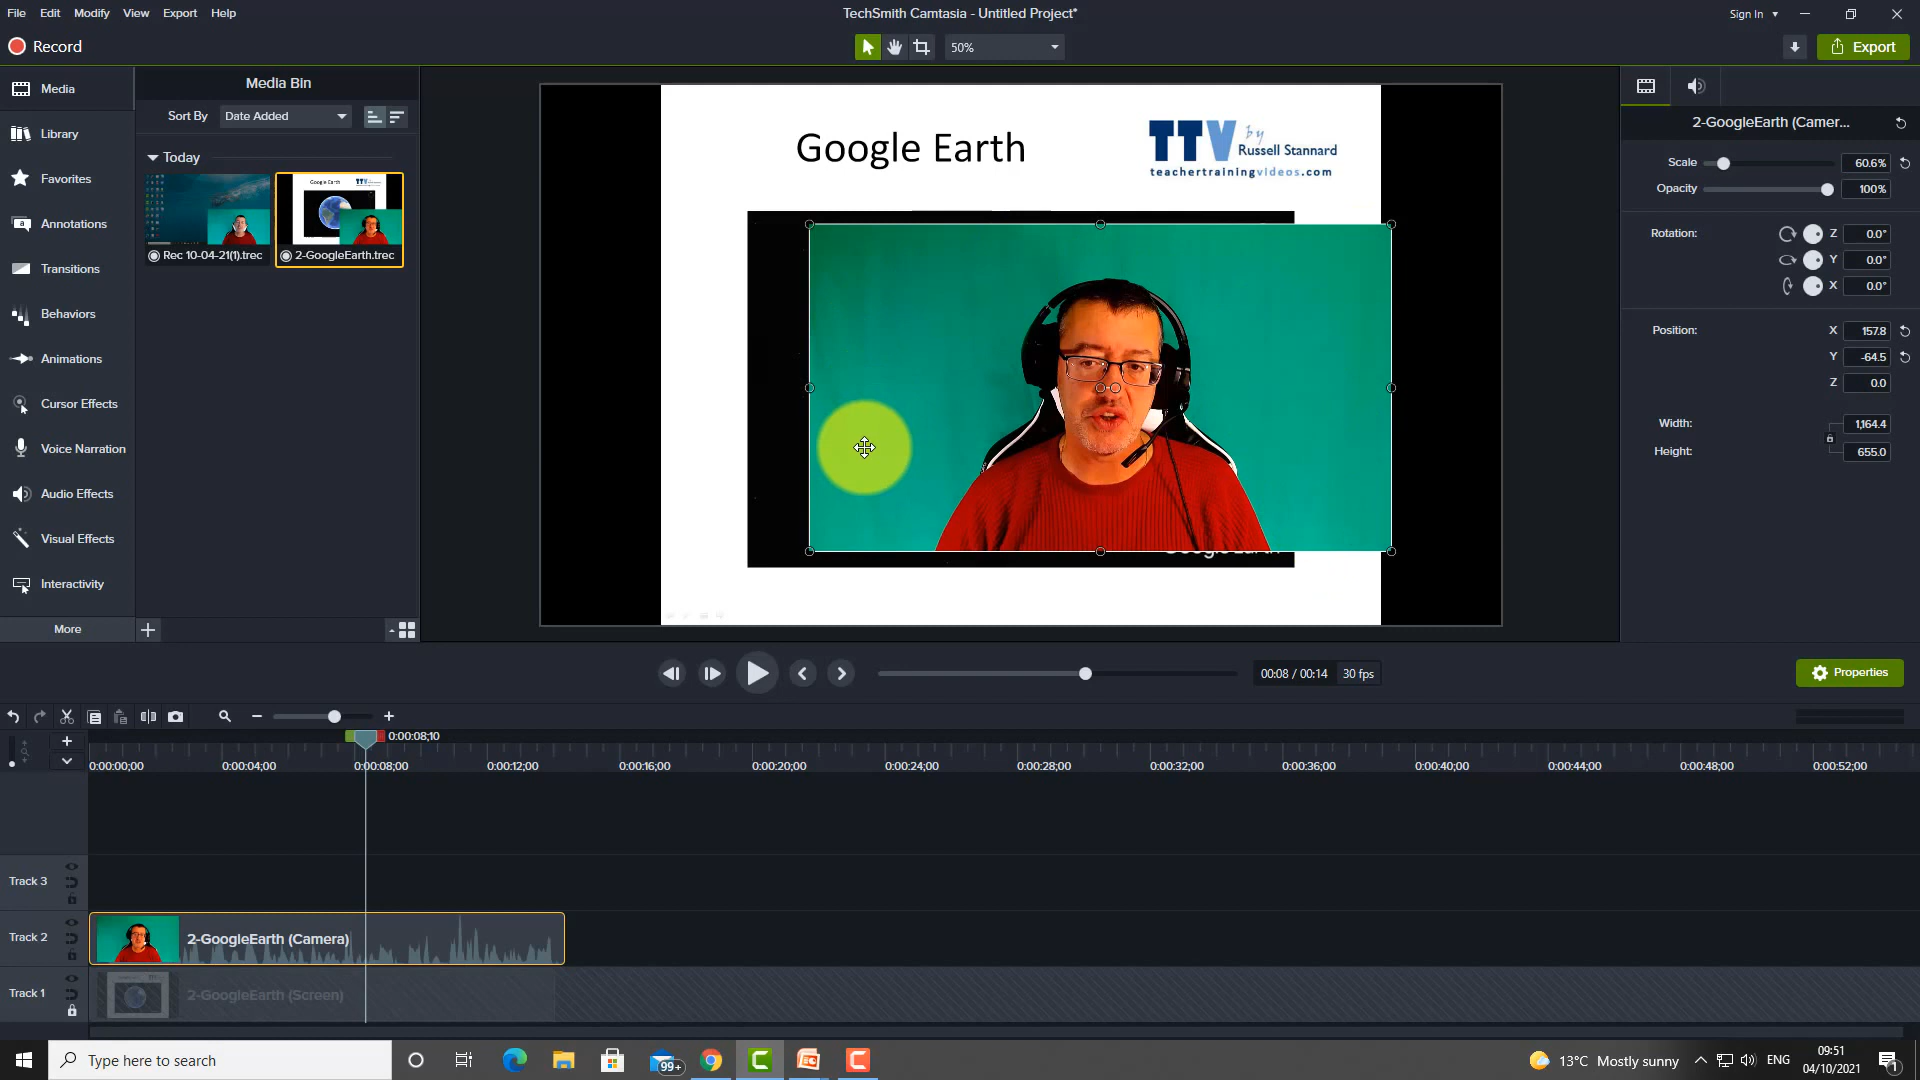 File Edit Modify View Export Help
TechSmith Camtasia - Untitled Project*
Sign In
Record
50%
Export
Media
Library
Favorites
Annotations
Transitions
Behaviors
Animations
Cursor Effects
Voice Narration
Audio Effects
Visual Effects
Interactivity
More
Media Bin
Sort By Date Added
Today
Rec 10-04-21(1).trec
2-GoogleEarth.trec
Google Earth
TTV by Russell Stannard
teachertrainingvideos.com
2-GoogleEarth (Camer...
Scale 60.6%
Opacity 100%
Rotation: Z 0.0°
Y 0.0°
X 0.0°
Position: X 157.8
Y -64.5
Z 0.0
Width: 1,164.4
Height: 655.0
00:08 / 00:14 30 fps
Properties
0:00:08;10
0:00:00;00 0:00:04;00 0:00:08;00 0:00:12;00 0:00:16;00 0:00:20;00 0:00:24;00 0:00:28;00 0:00:32;00 0:00:36;00 0:00:40;00 0:00:44;00 0:00:48;00 0:00:52;00
Track 3
Track 2
2-GoogleEarth (Camera)
Track 1
2-GoogleEarth (Screen)
Type here to search
99+
13°C Mostly sunny
ENG
09:51
04/10/2021
1